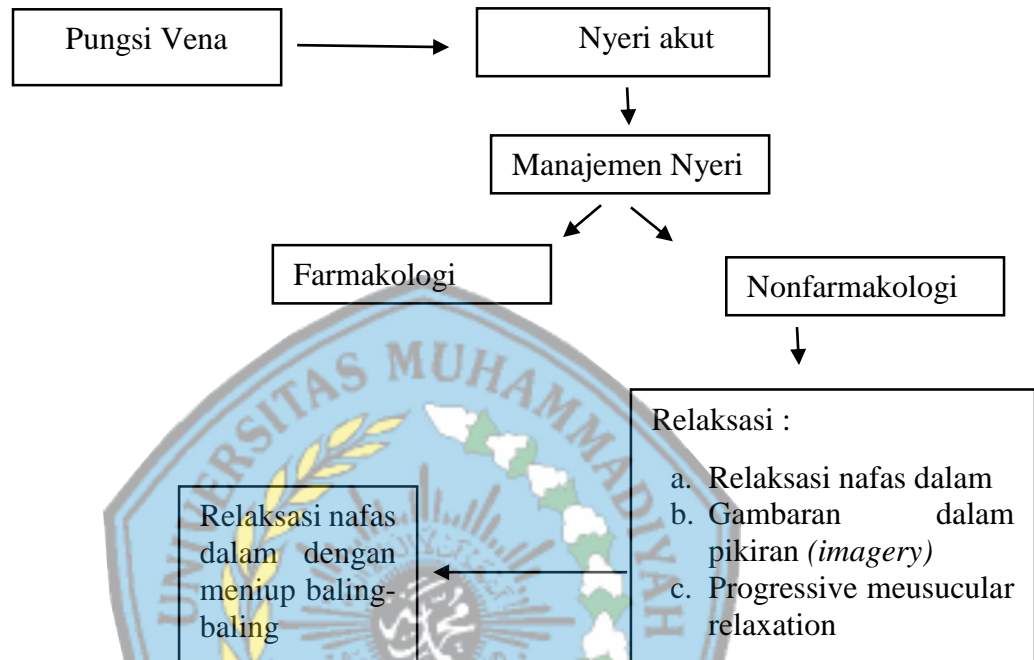 Pungsi Vena
Nyeri akut
Manajemen Nyeri
Farmakologi
Nonfarmakologi
Relaksasi :
a. Relaksasi nafas dalam
b. Gambaran dalam
pikiran (imagery)
c. Progressive meusucular
relaxation
Relaksasi nafas
dalam dengan
meniup baling-
baling
UNIVERSITAS MUHAMMADIYAH